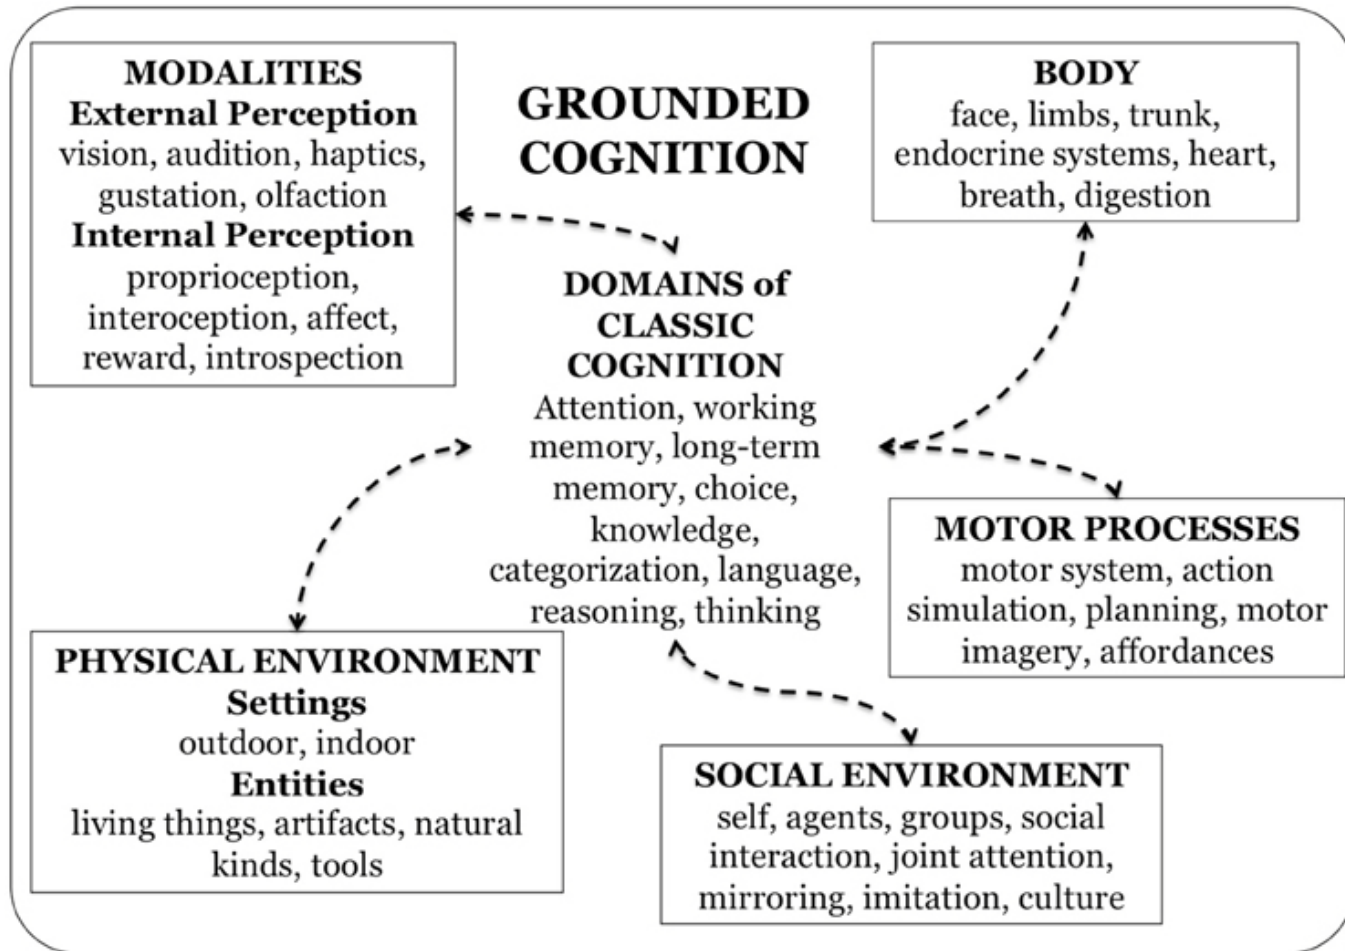 MODALITIES
External Perception
vision, audition, haptics,
gustation, olfaction
Internal Perception
proprioception,
interoception, affect,
reward, introspection
GROUNDED
COGNITION
BODY
face, limbs, trunk,
endocrine systems, heart,
breath, digestion
DOMAINS of
CLASSIC
COGNITION
Attention, working
memory, long-term
memory, choice,
knowledge,
categorization, language,
reasoning, thinking
MOTOR PROCESSES
motor system, action
simulation, planning, motor
imagery, affordances
PHYSICAL ENVIRONMENT
Settings
outdoor, indoor
Entities
living things, artifacts, natural
kinds, tools
SOCIAL ENVIRONMENT
self, agents, groups, social
interaction, joint attention,
mirroring, imitation, culture